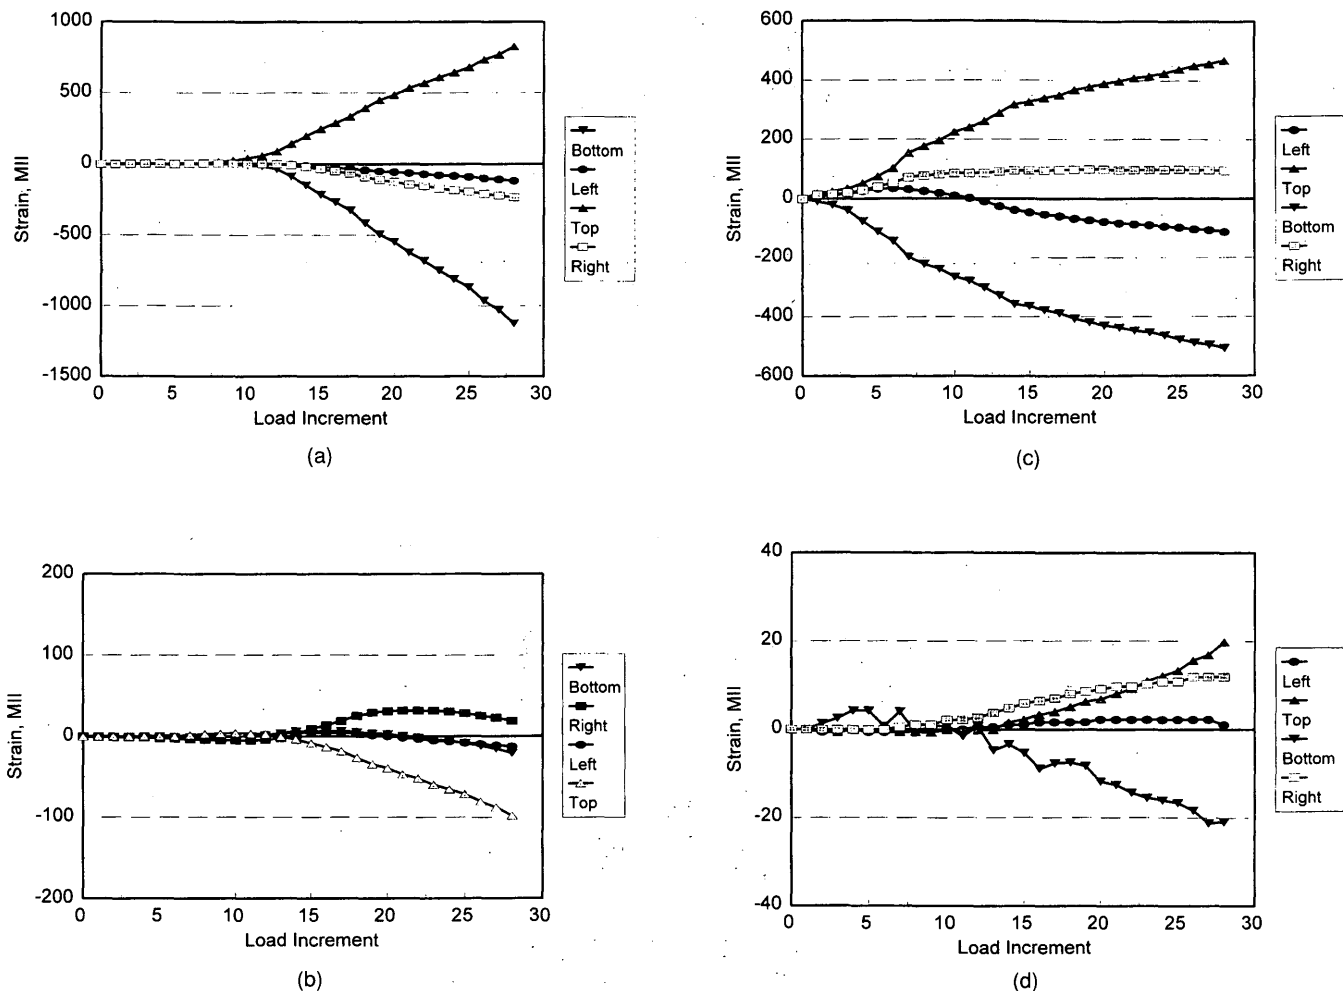 1000
500
0
-500
-1000
-1500
Strain, MII
0 5 10 15 20 25 30
Load Increment
Bottom
Left
Top
Right
(a)
600
400
200
0
-200
-400
-600
Strain, MII
0 5 10 15 20 25 30
Load Increment
Left
Top
Bottom
Right
(c)
200
100
0
-100
-200
Strain, MII
0 5 10 15 20 25 30
Load Increment
Bottom
Right
Left
Top
(b)
40
20
0
-20
-40
Strain, MII
0 5 10 15 20 25 30
Load Increment
Left
Top
Bottom
Right
(d)